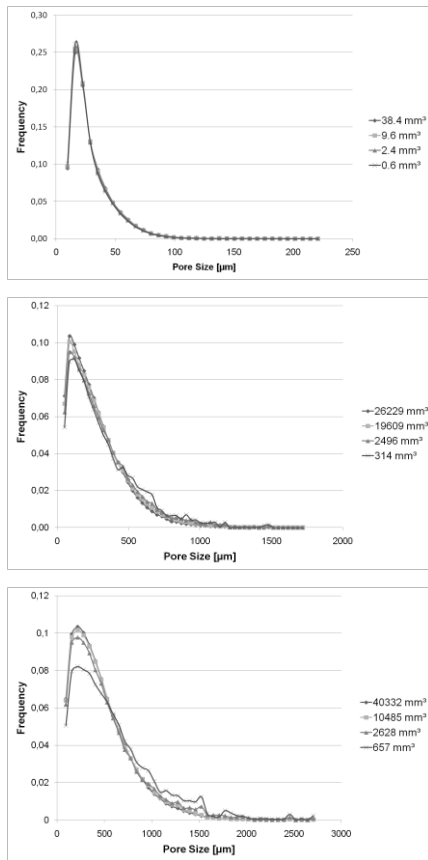 0,30
0,25
0,20
0,15
0,10
0,05
0,00
Frequency
0
50
100
150
200
250
Pore Size [µm]
38.4 mm³
9.6 mm³
2.4 mm³
0.6 mm³
0,12
0,10
0,08
0,06
0,04
0,02
0,00
Frequency
0
500
1000
1500
2000
Pore Size [µm]
26229 mm³
19609 mm³
2496 mm³
314 mm³
0,12
0,1
0,08
0,06
0,04
0,02
0
Frequency
0
500
1000
1500
2000
2500
3000
Pore Size [µm]
40332 mm³
10485 mm³
2628 mm³
657 mm³